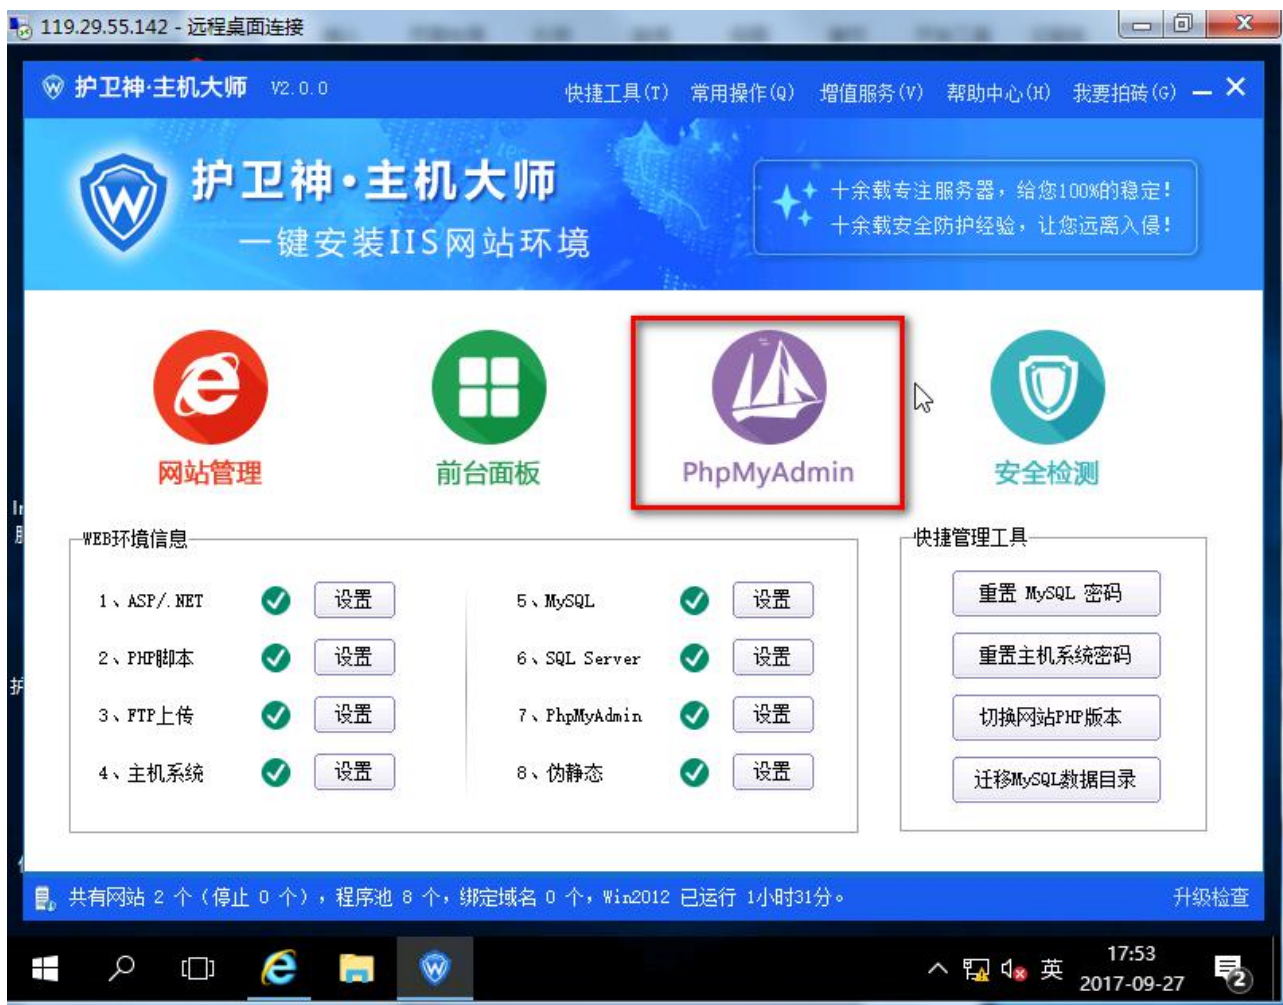 119.29.55.142 - 远程桌面连接
护卫神·主机大师 V2.0.0 快捷工具(T) 常用操作(Q) 增值服务(V) 帮助中心(H) 我要拍砖(G)
护卫神·主机大师
一键安装IIS网站环境
十余载专注服务器，给您100%的稳定！
十余载安全防护经验，让您远离入侵！
网站管理 前台面板 PhpMyAdmin 安全检测
WEB环境信息 快捷管理工具
1、ASP/.NET 设置 5、MySQL 设置 重置 MySQL 密码
2、PHP脚本 设置 6、SQL Server 设置 重置主机系统密码
3、FTP上传 设置 7、PhpMyAdmin 设置 切换网站PHP版本
4、主机系统 设置 8、伪静态 设置 迁移MySQL数据目录
共有网站 2 个（停止 0 个），程序池 8 个，绑定域名 0 个，Win2012 已运行 1小时31分。 升级检查
英 17:53
2017-09-27 2